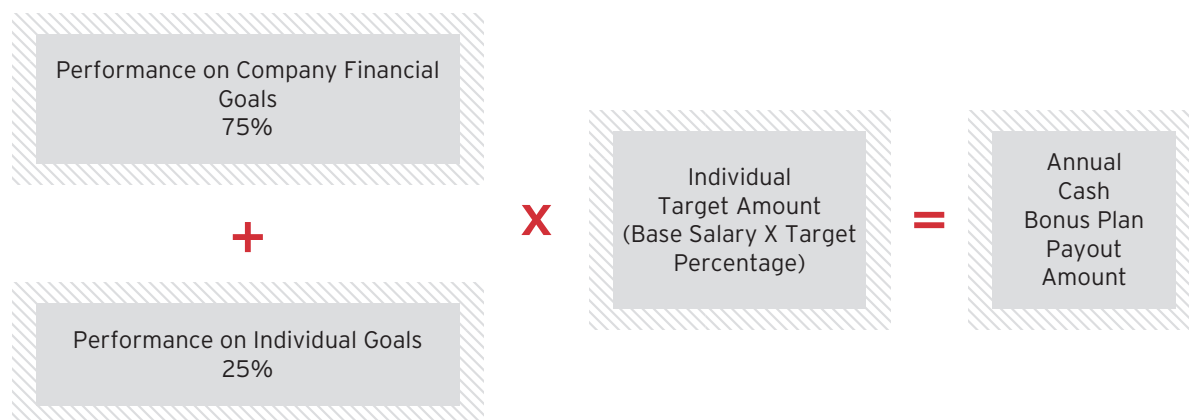 Performance on Company Financial
Goals
75%
+
Performance on Individual Goals
25%
X
Individual
Target Amount
(Base Salary X Target
Percentage)
=
Annual
Cash
Bonus Plan
Payout
Amount